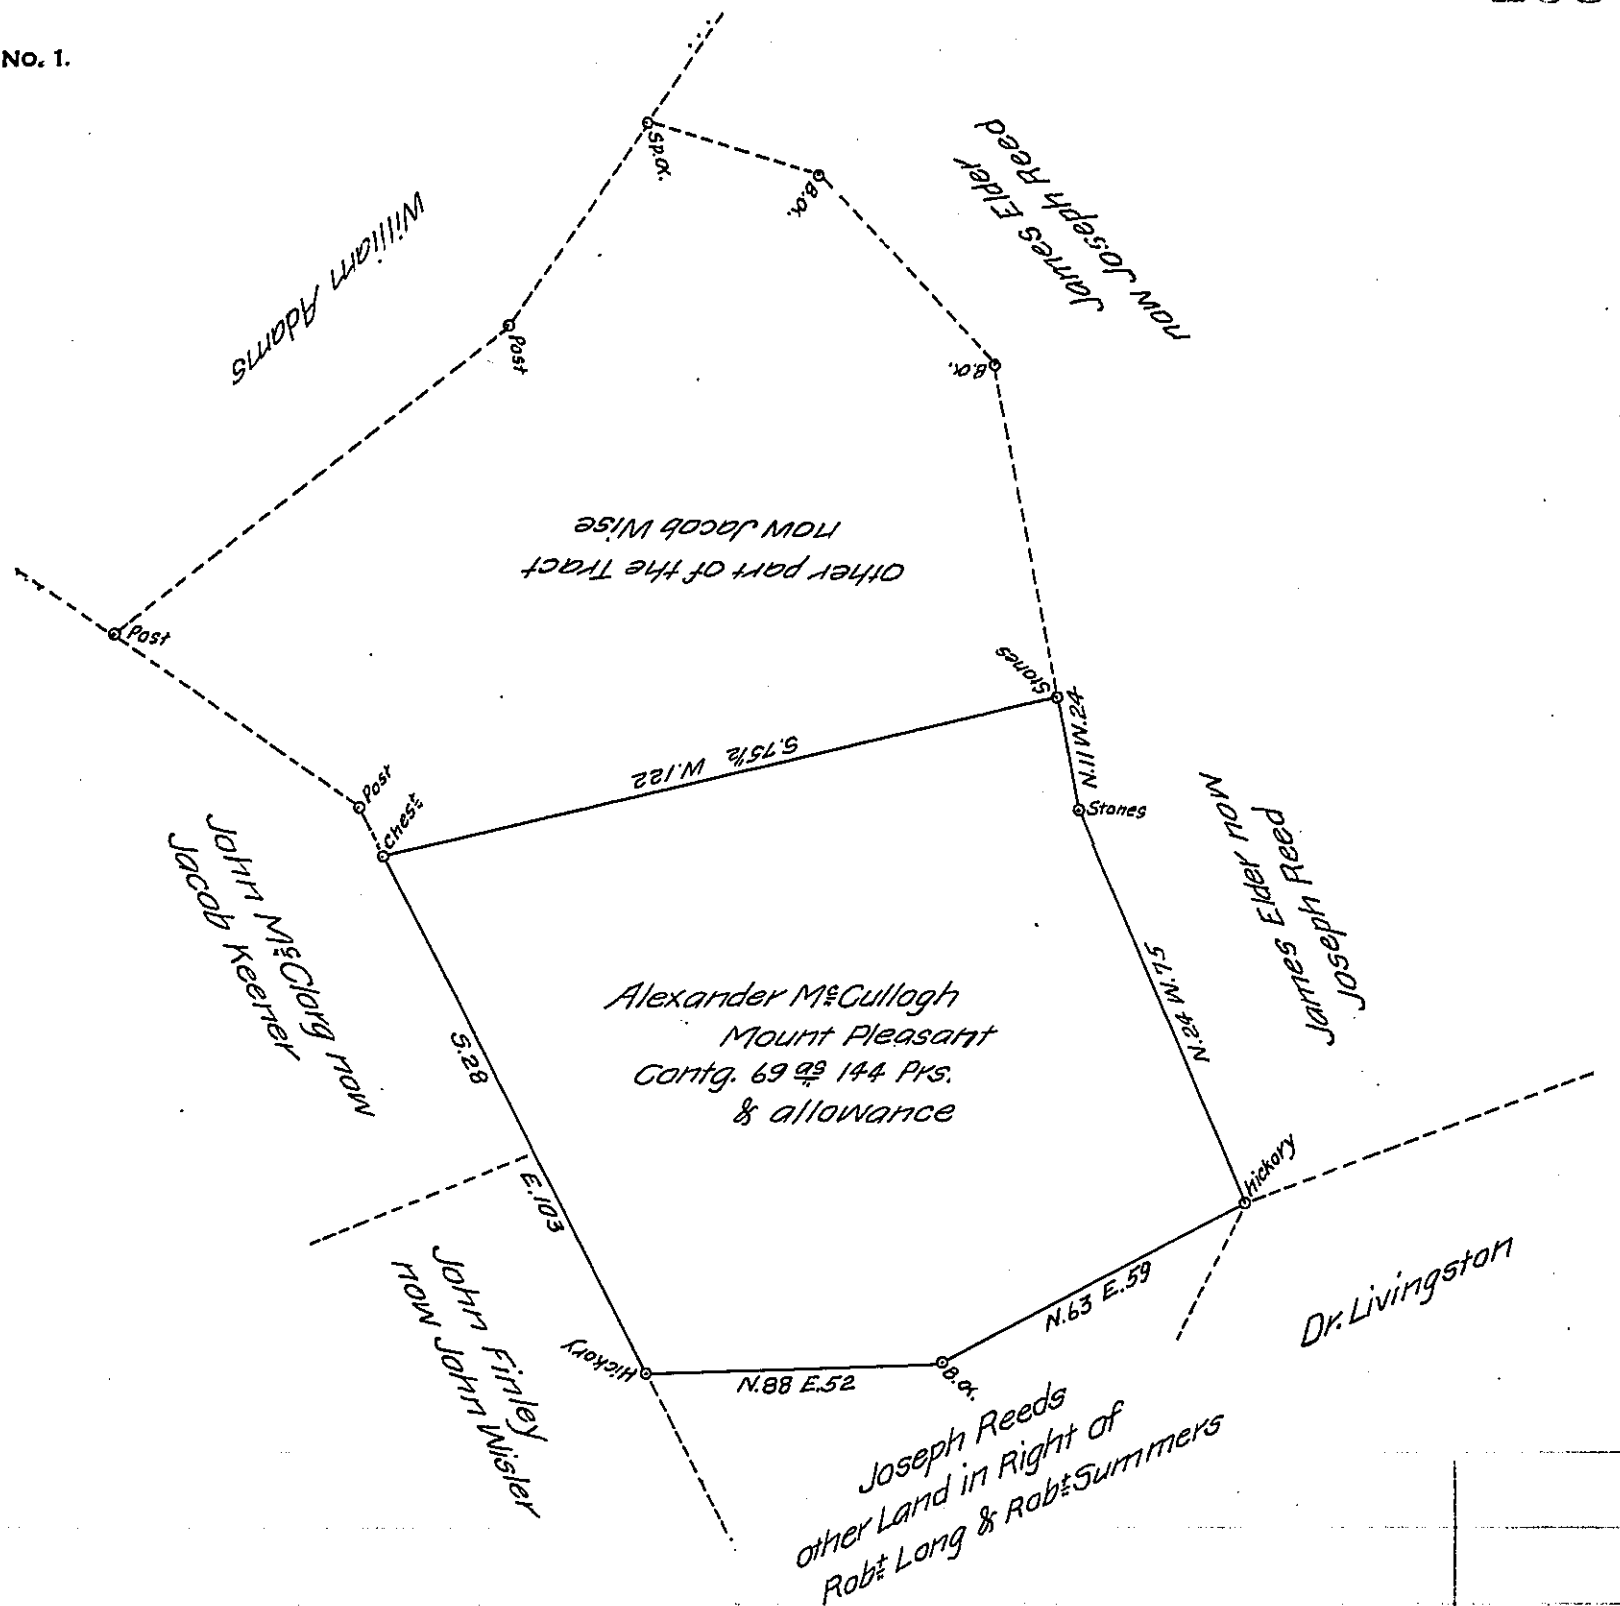 No. 1.
William Adams
Sp.O.
B.O.
James Elder
now Joseph Reed
Post
B.O.
other part of the Tract
now Jacob Wise
Post
Stones
N.11 W.24
S.75½ W.122
Stones
Post
Chest
John McClarg now
Jacob Keener
James Elder now
Joseph Reed
N.24 W.75
Alexander McCullogh
Mount Pleasant
Contg. 69 as 144 Prs.
& allowance
S.28 E.103
hickory
John Finley
now John Wisler
Hickory
N.88 E.52
B.O.
N.63 E.59
Dr. Livingston
Joseph Reeds
other Land in Right of
Robt Long & Robt Summers